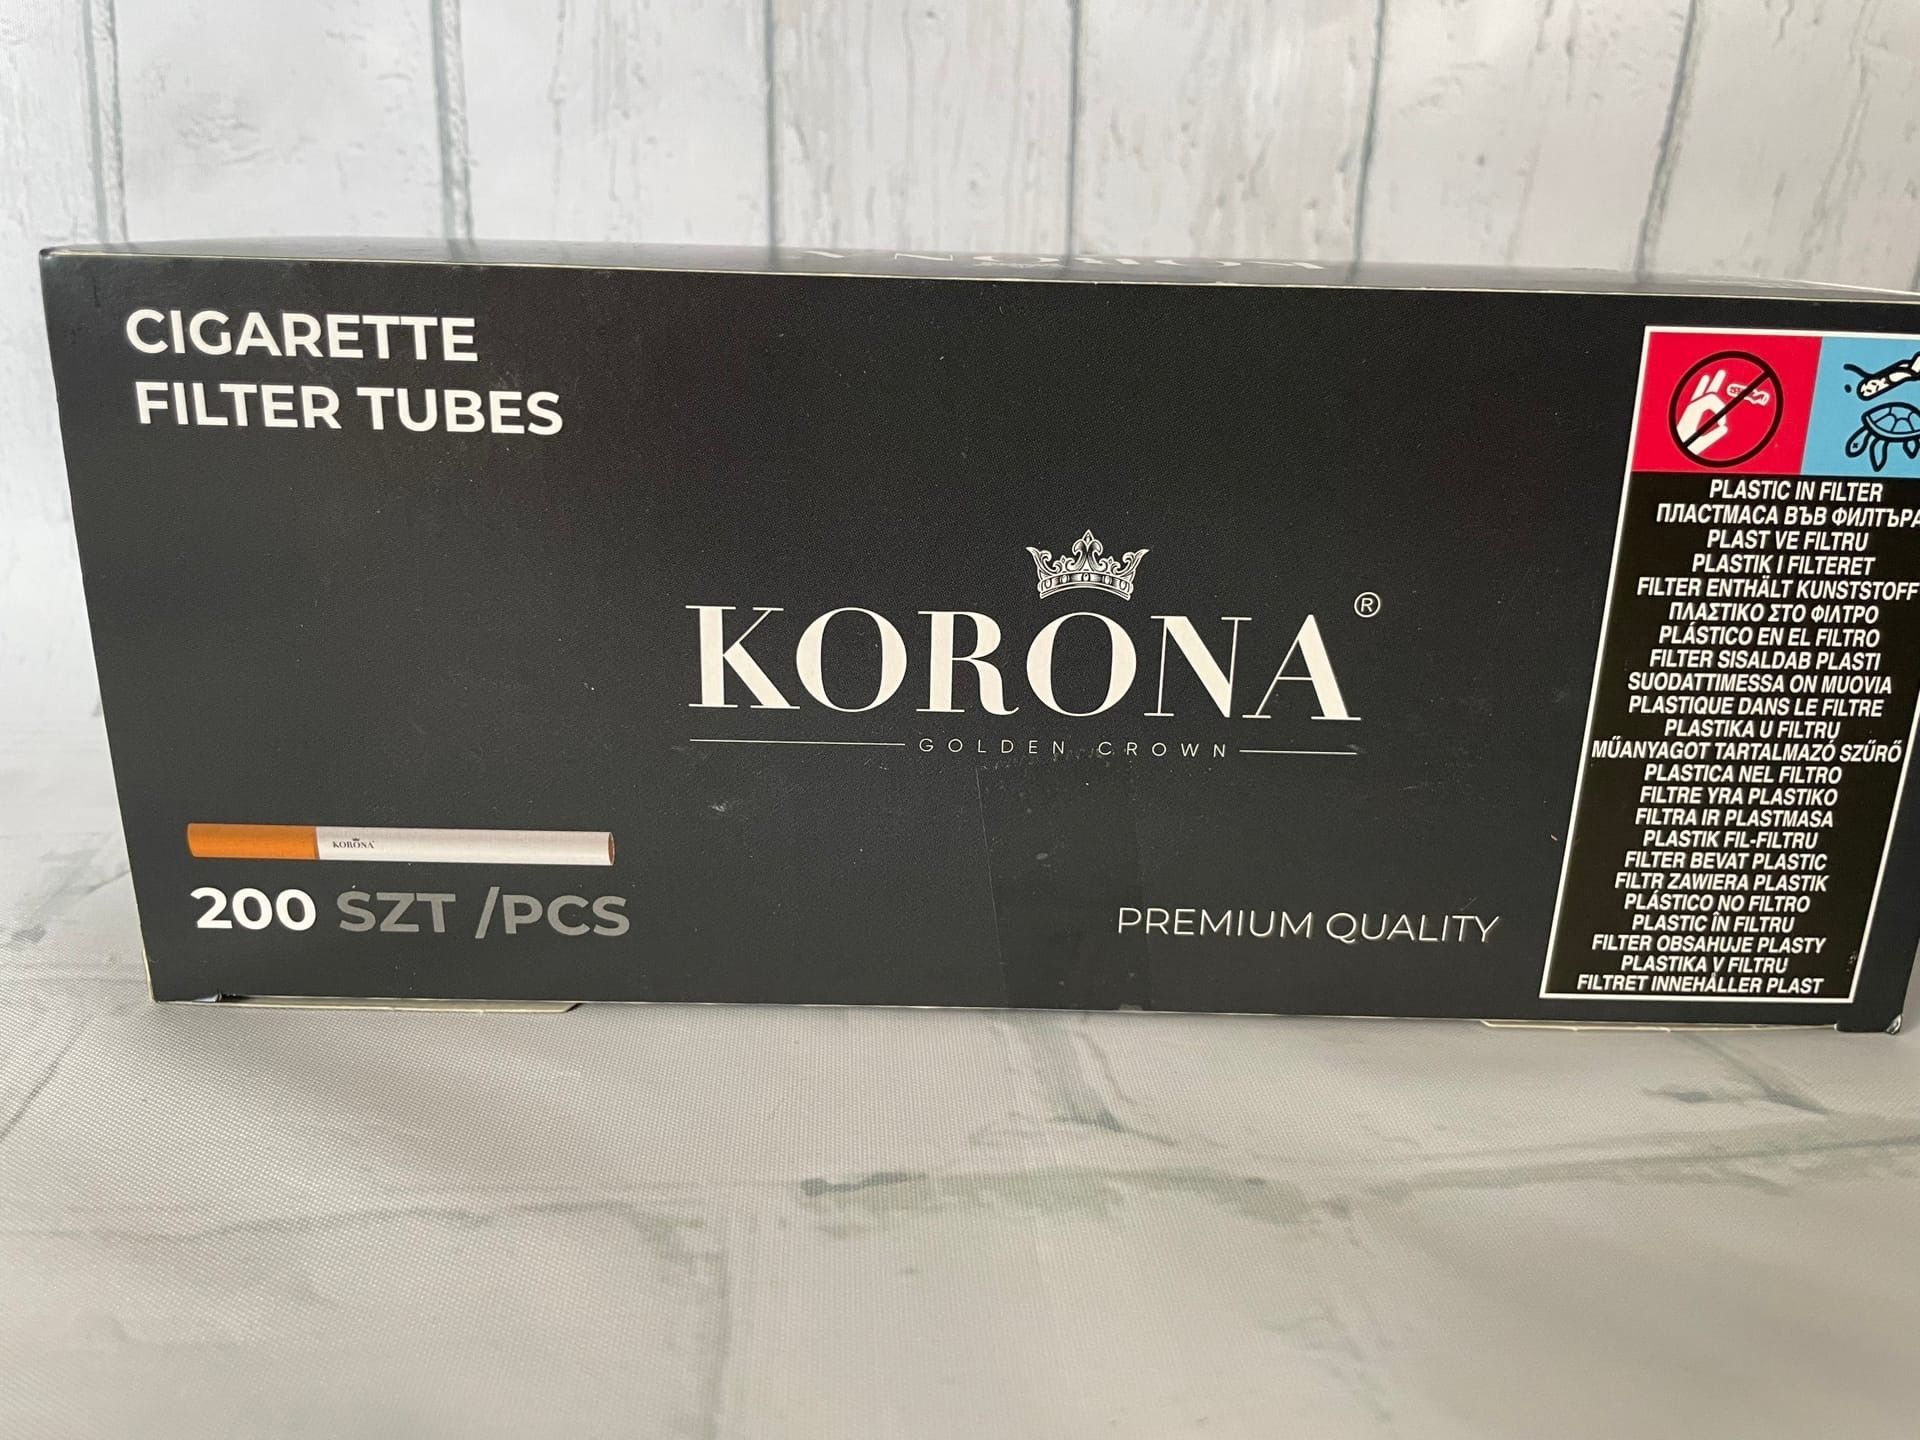 CIGARETTE
FILTER TUBES
KORONA®
GOLDEN CROWN
KORONA
200 SZT /PCS
PREMIUM QUALITY
PLASTIC IN FILTER
ПЛАСТМАСА ВЪВ ФИЛТЪРА
PLAST VE FILTRU
PLASTIK I FILTERET
FILTER ENTHÄLT KUNSTSTOFF
ΠΛΑΣΤΙΚΟ ΣΤΟ ΦΙΛΤΡΟ
PLÁSTICO EN EL FILTRO
FILTER SISALDAB PLASTI
SUODATTIMESSA ON MUOVIA
PLASTIQUE DANS LE FILTRE
PLASTIKA U FILTRU
MŰANYAGOT TARTALMAZÓ SZŰRŐ
PLASTICA NEL FILTRO
FILTRE YRA PLASTIKO
FILTRA IR PLASTMASA
PLASTIK FIL-FILTRU
FILTER BEVAT PLASTIC
FILTR ZAWIERA PLASTIK
PLÁSTICO NO FILTRO
PLASTIC ÎN FILTRU
FILTER OBSAHUJE PLASTY
PLASTIKA V FILTRU
FILTRET INNEHÅLLER PLAST